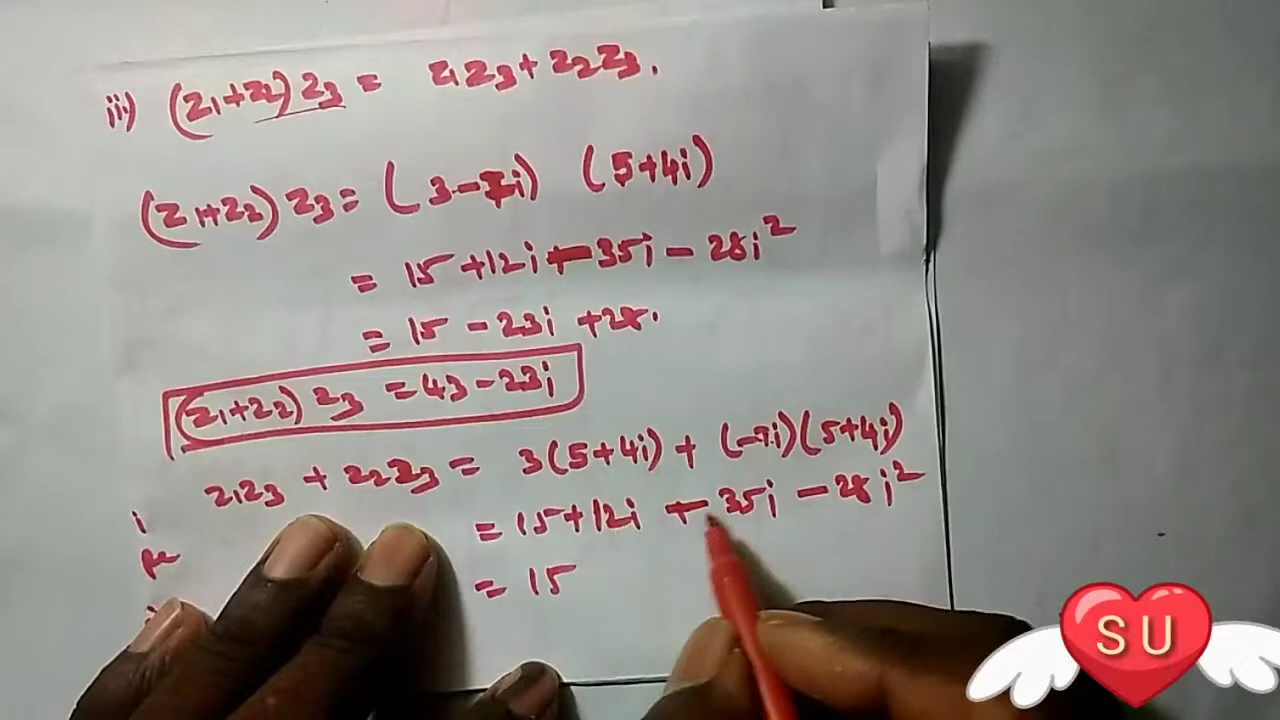 ii) (z1+z2) z3 = z1z3 + z2z3.
(z1+z2) z3 = (3-7i) (5+4i)
= 15 + 12i - 35i - 28i²
= 15 - 23i + 28.
(z1+z2) z3 = 43 - 23i
z1z3 + z2z3 = 3(5+4i) + (-7i)(5+4i)
= 15 + 12i - 35i - 28i²
= 15
SU